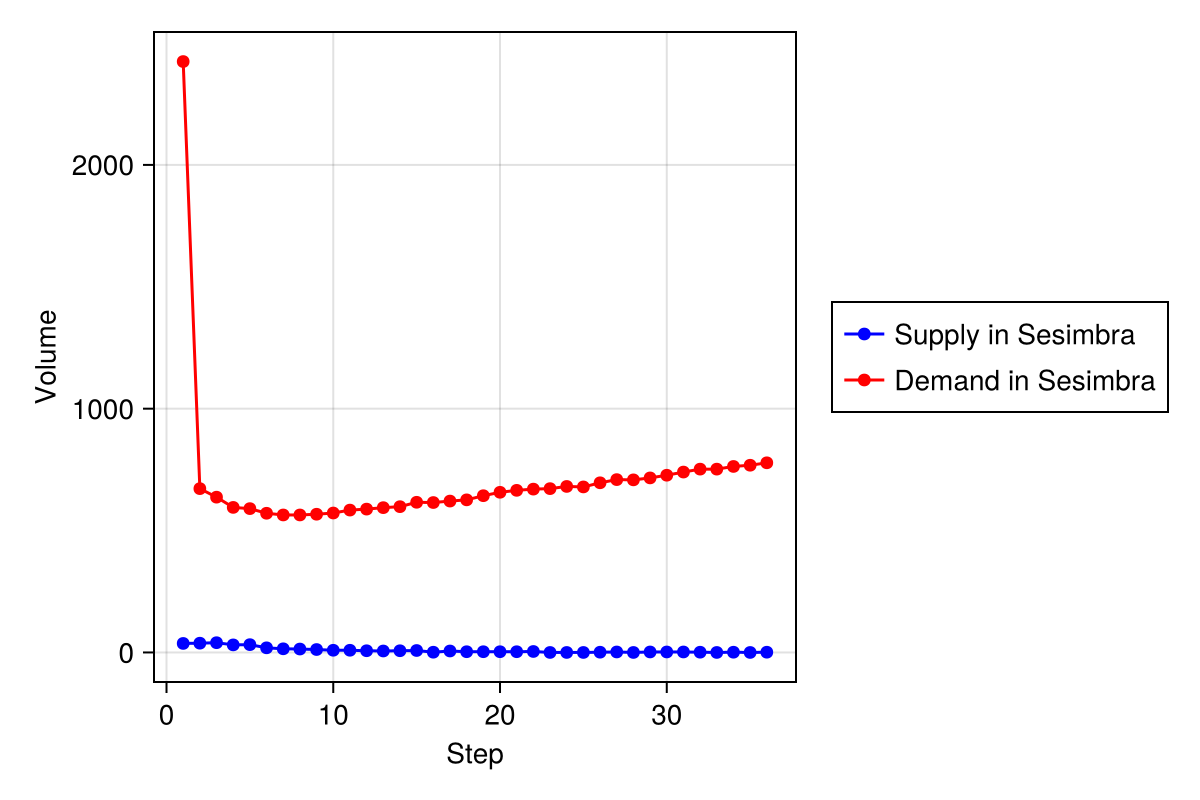 2000
1000
0
Volume
0 10 20 30
Step
Supply in Sesimbra
Demand in Sesimbra